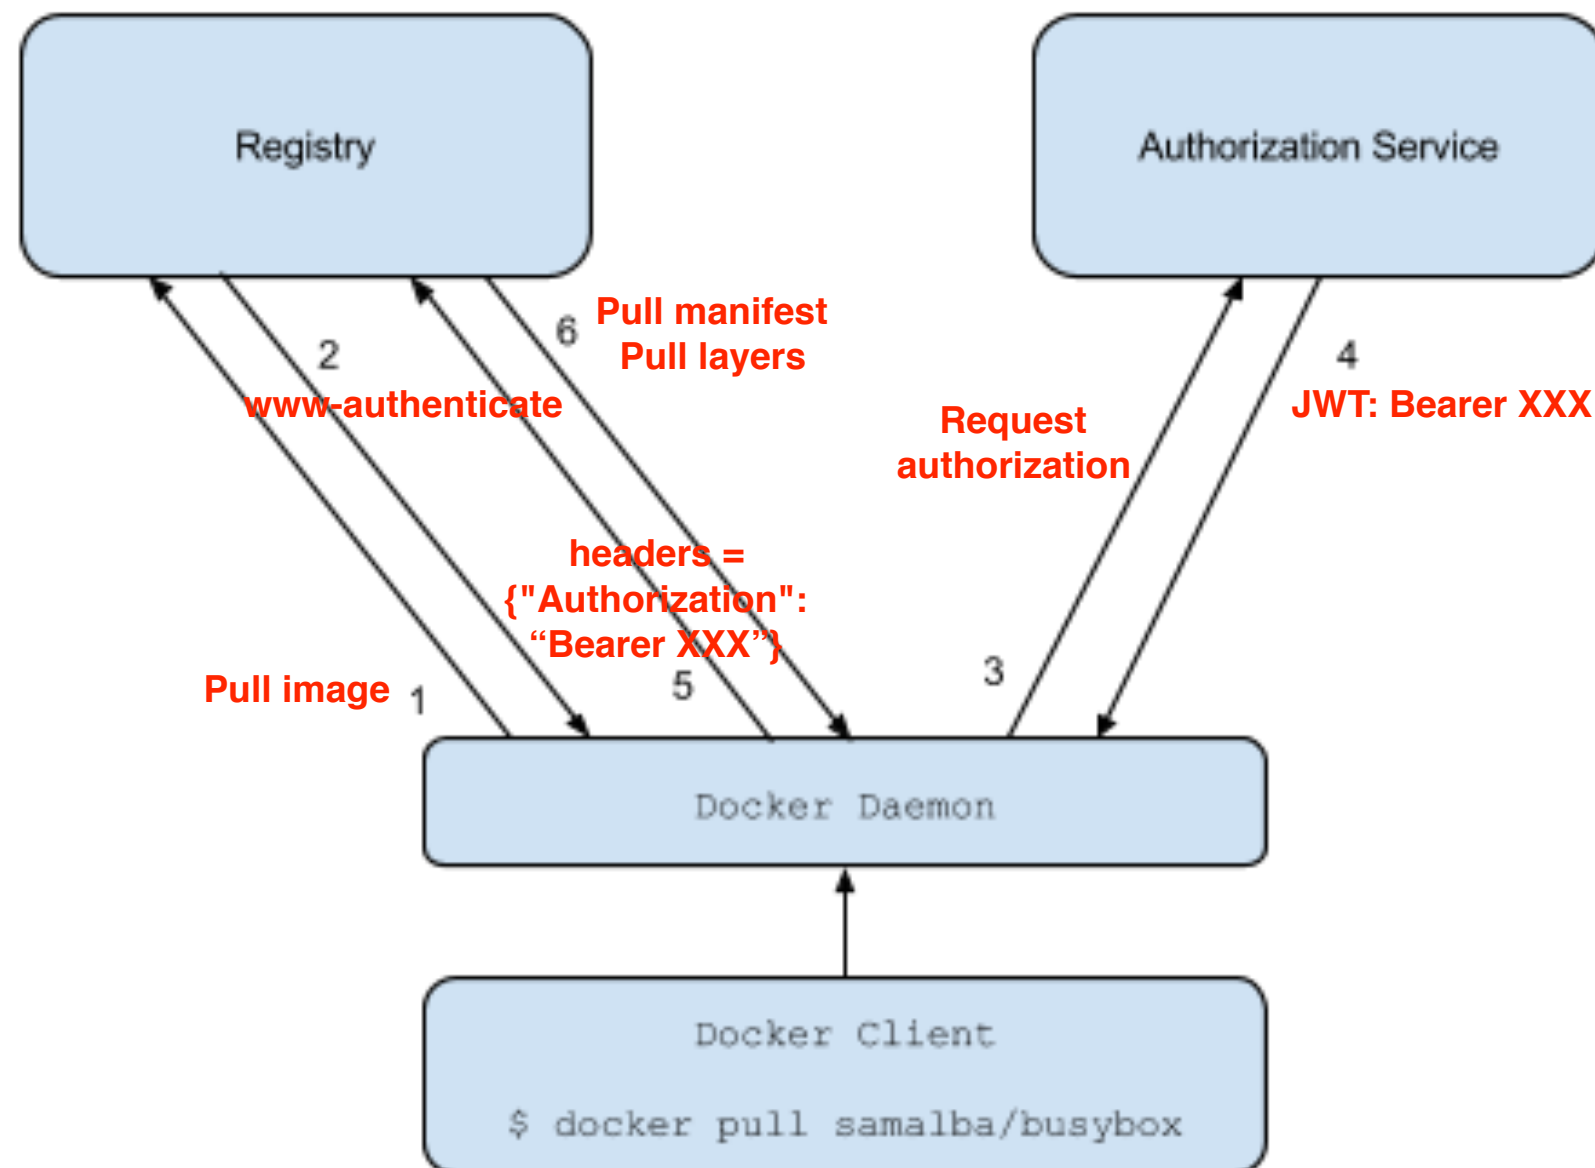 Registry
Authorization Service
6
Pull manifest
Pull layers
2
4
www-authenticate
JWT: Bearer XXX
Request
authorization
headers =
{"Authorization":
“Bearer XXX”}
3
5
Pull image
1
Docker Daemon
Docker Client
$ docker pull samalba/busybox